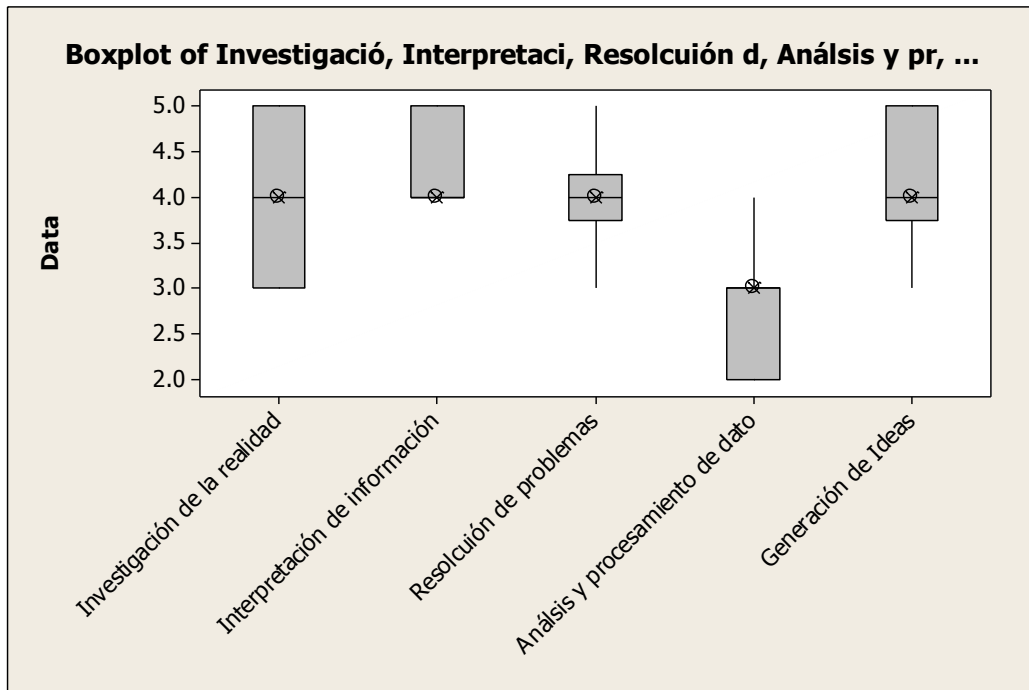 Boxplot of Investigació, Interpretaci, Resolcuión d, Análsis y pr, ...
Data
5.0
4.5
4.0
3.5
3.0
2.5
2.0
Investigación de la realidad
Interpretación de información
Resolcuión de problemas
Análsis y procesamiento de dato
Generación de Ideas